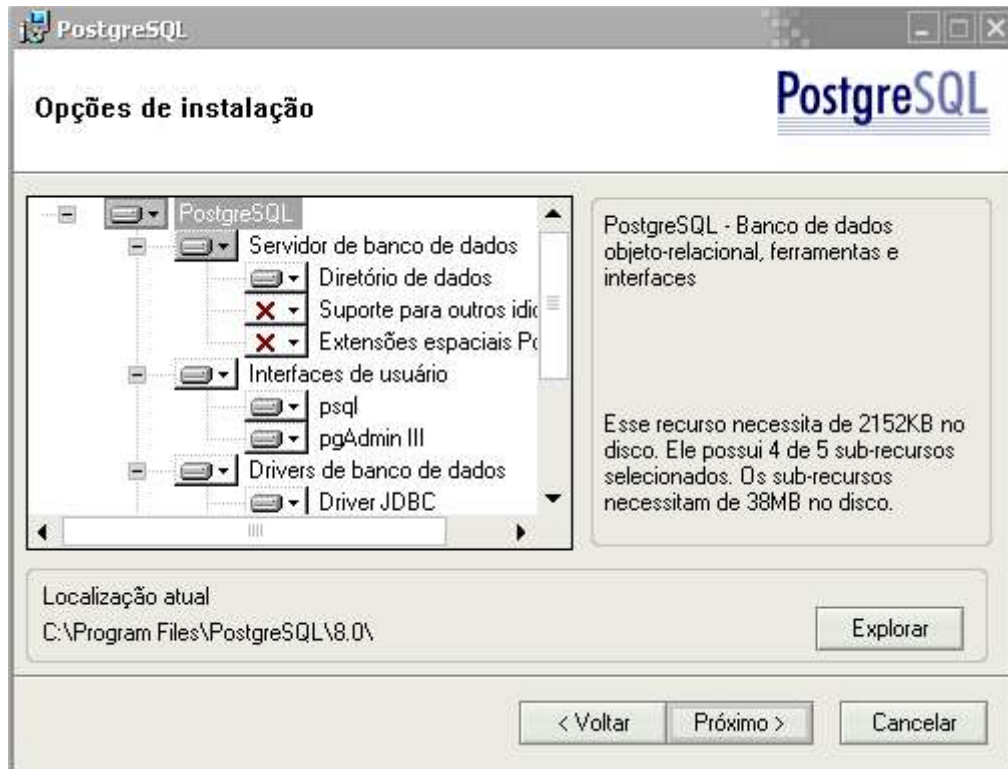 PostgreSQL
Opções de instalação
PostgreSQL
PostgreSQL
Servidor de banco de dados
Diretório de dados
Suporte para outros idio
Extensões espaciais Po
Interfaces de usuário
psql
pgAdmin III
Drivers de banco de dados
Driver JDBC
PostgreSQL - Banco de dados
objeto-relacional, ferramentas e
interfaces
Esse recurso necessita de 2152KB no
disco. Ele possui 4 de 5 sub-recursos
selecionados. Os sub-recursos
necessitam de 38MB no disco.
Localização atual
C:\Program Files\PostgreSQL\8.0\
Explorar
< Voltar
Próximo >
Cancelar